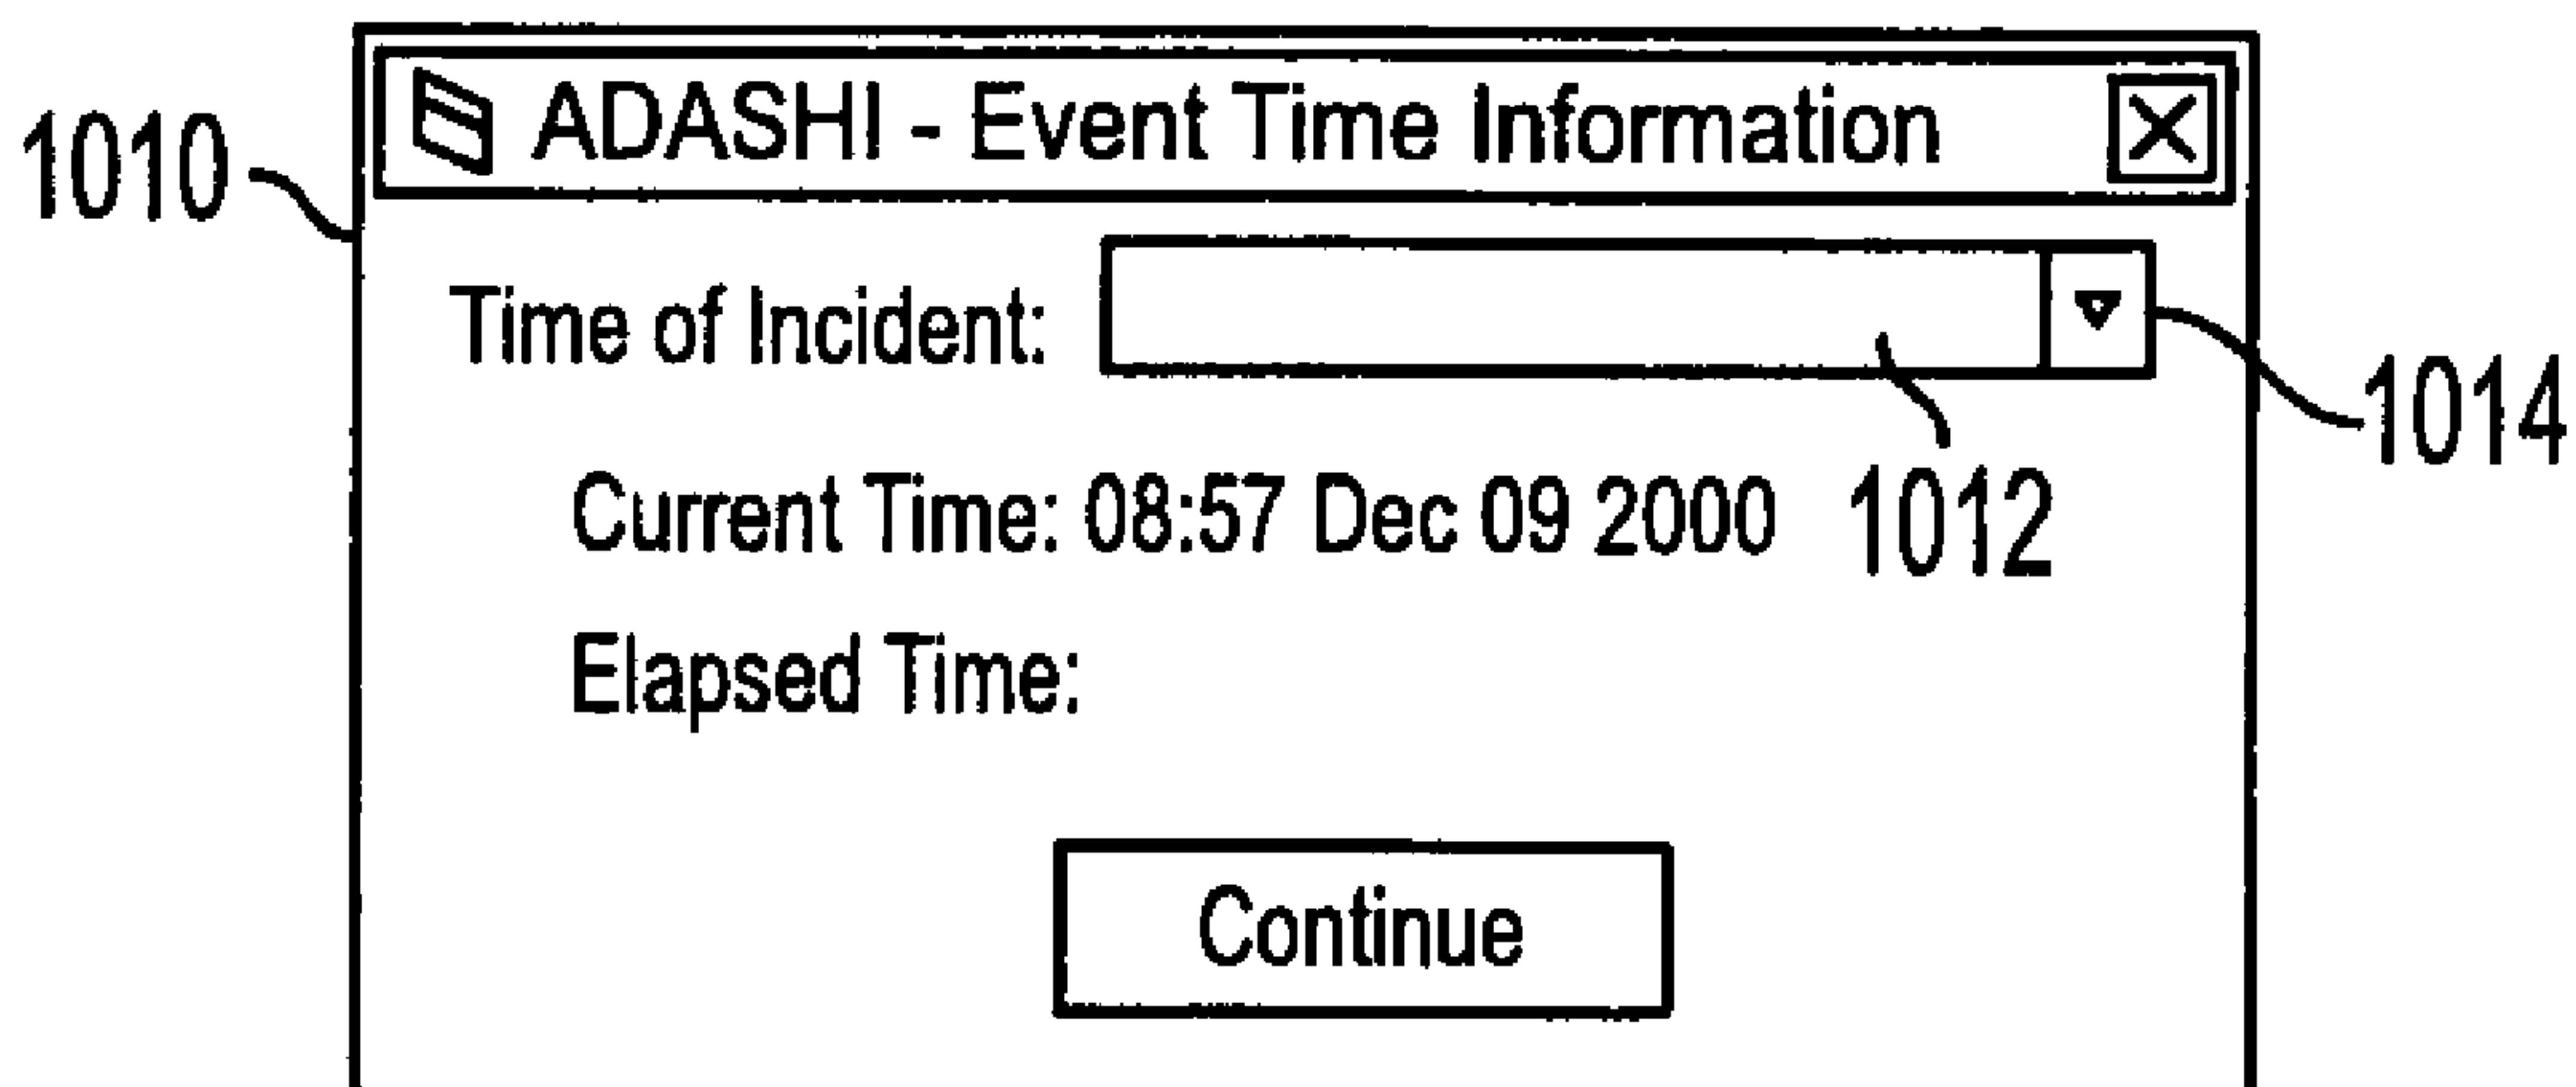 ADASHI - Event Time Information
1010
Time of Incident:
1014
Current Time: 08:57 Dec 09 2000
1012
Elapsed Time:
Continue